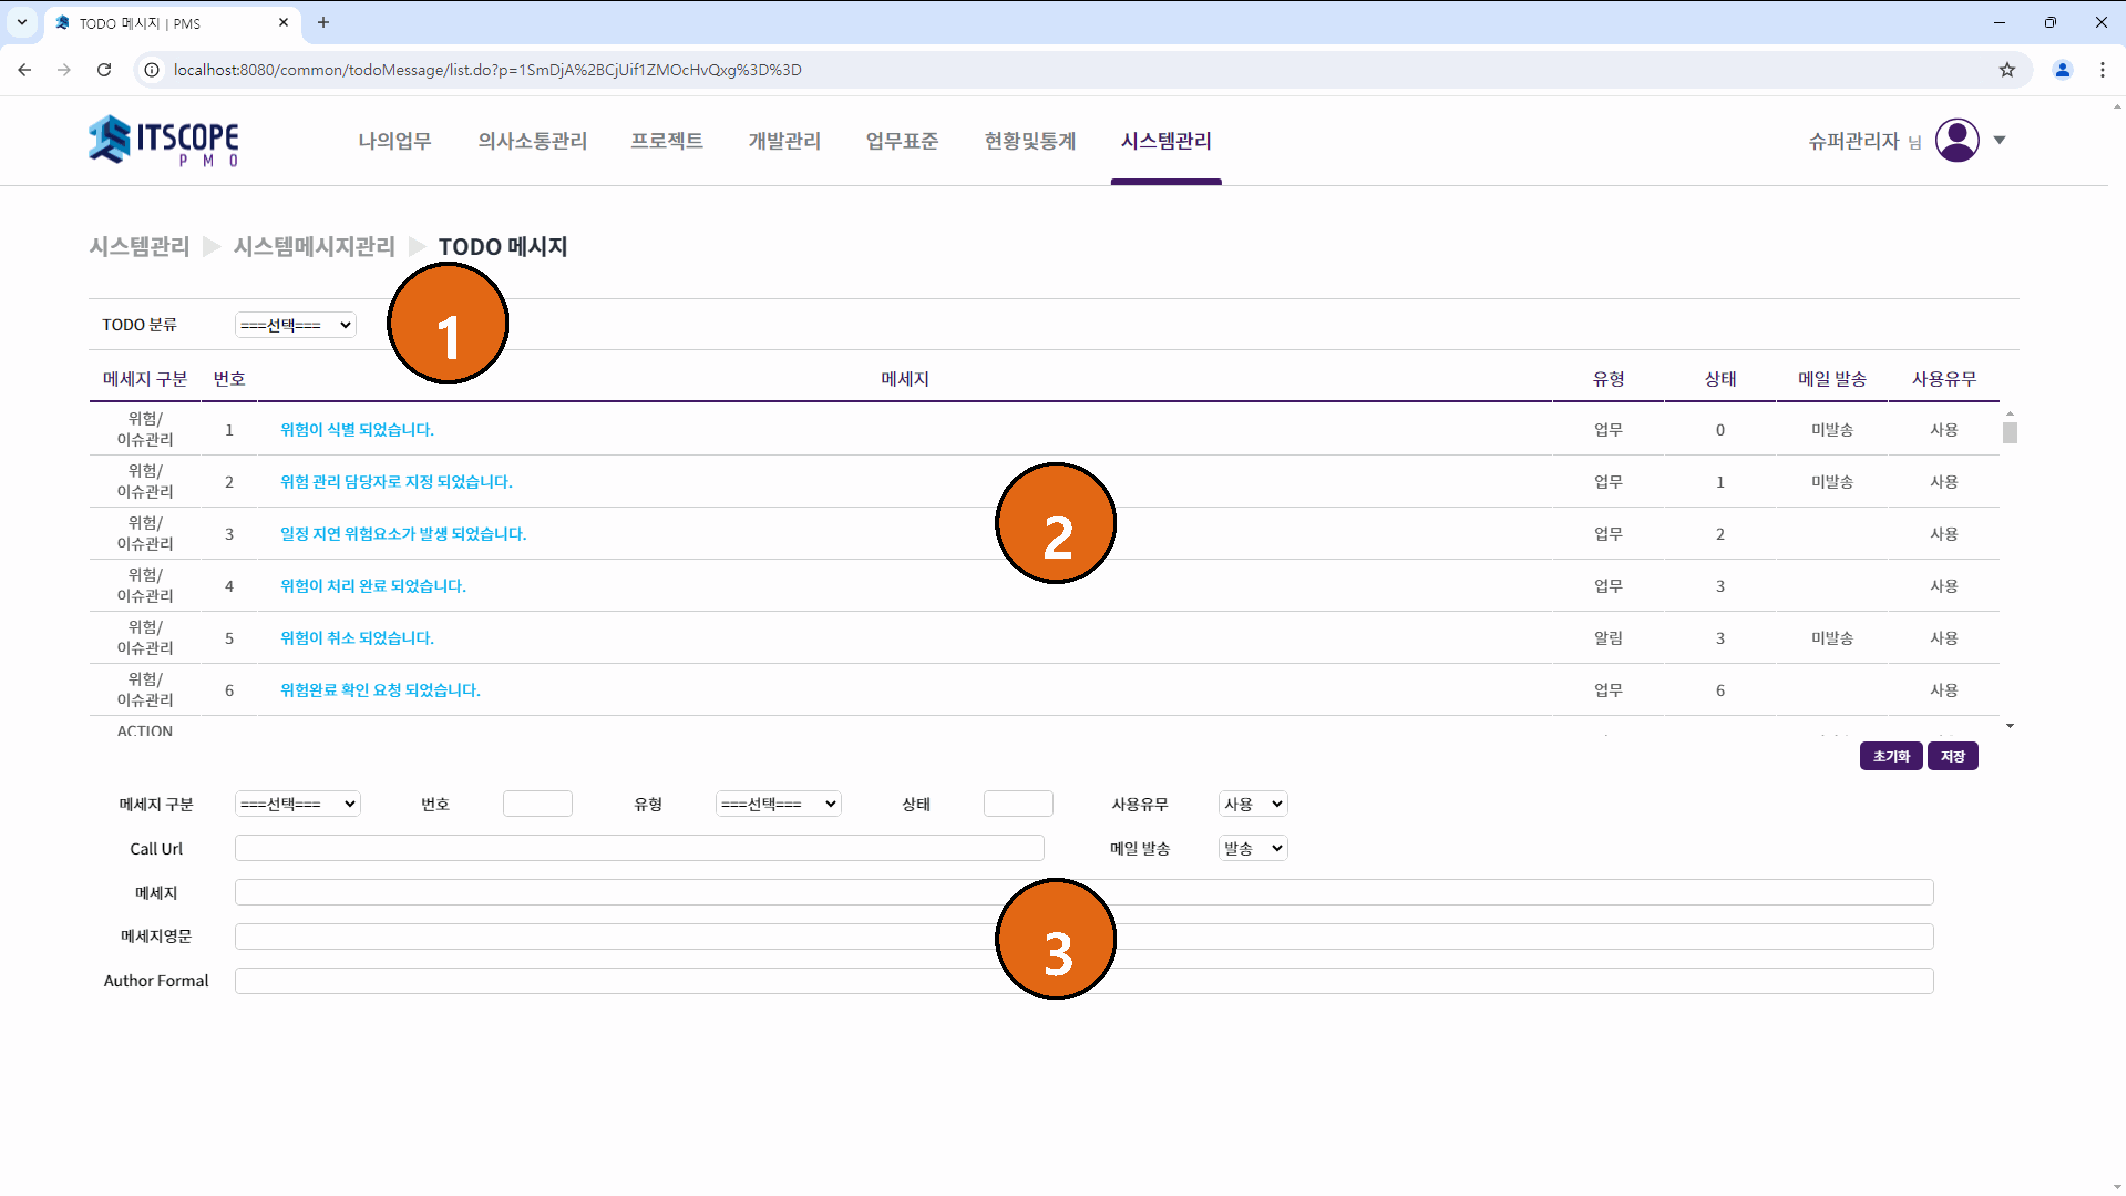 TODO 메시지 | PMS
localhost:8080/common/todoMessage/list.do?p=1SmDjA%2BCjUif1ZMOcHvQxg%3D%3D
ITSCOPE
PMO
나의업무 의사소통관리 프로젝트 개발관리 업무표준 현황및통계 시스템관리 슈퍼관리자 님
시스템관리 시스템메시지관리 TODO 메시지
TODO 분류 ===선택=== 1
메세지 구분 번호 메세지 유형 상태 메일 발송 사용유무
위험/
이슈관리 1 위험이 식별 되었습니다. 업무 0 미발송 사용
위험/
이슈관리 2 위험 관리 담당자로 지정 되었습니다. 업무 1 미발송 사용
2
위험/
이슈관리 3 일정 지연 위험요소가 발생 되었습니다. 업무 2 사용
위험/
이슈관리 4 위험이 처리 완료 되었습니다. 업무 3 사용
위험/
이슈관리 5 위험이 취소 되었습니다. 알림 3 미발송 사용
위험/
이슈관리 6 위험완료 확인 요청 되었습니다. 업무 6 사용
ACTION
초기화 저장
메세지 구분 ===선택=== 번호 유형 ===선택=== 상태 사용유무 사용
Call Url 메일 발송 발송
메세지
메세지영문
3
Author Formal